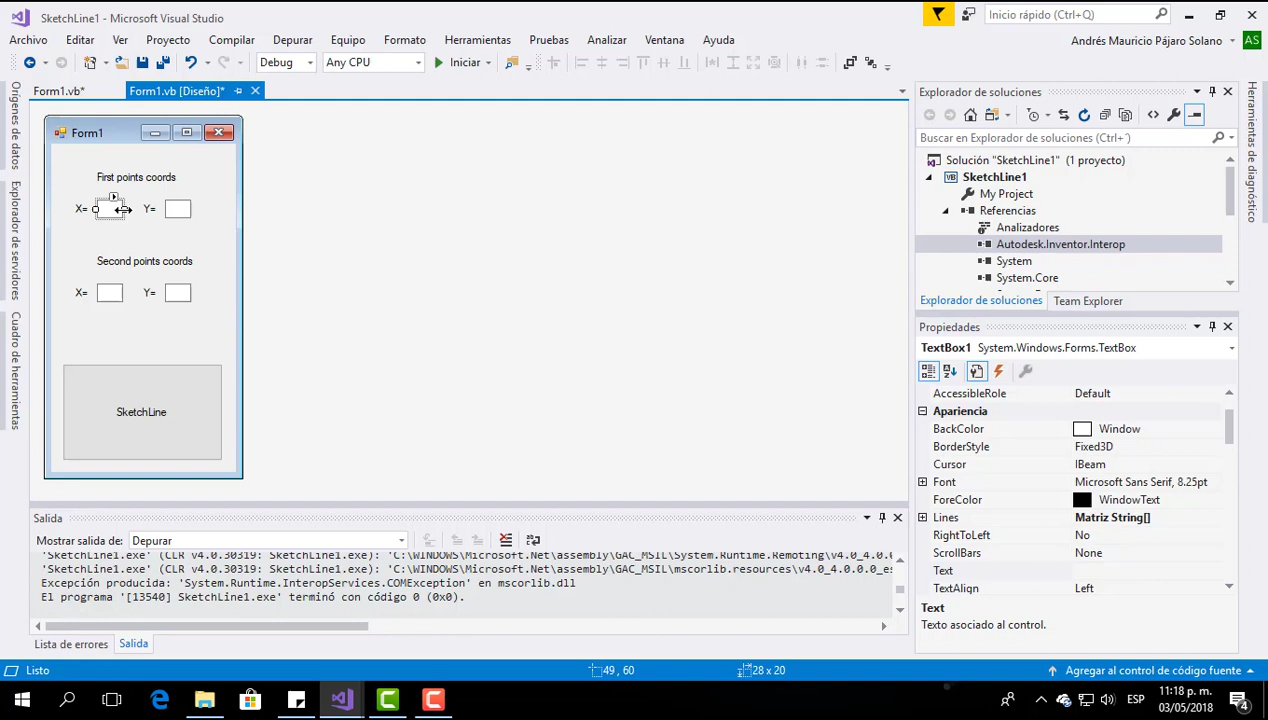 SketchLine1 - Microsoft Visual Studio
Inicio rápido (Ctrl+Q)
Archivo Editar Ver Proyecto Compilar Depurar Equipo Formato Herramientas Pruebas Analizar Ventana Ayuda
Andrés Mauricio Pájaro Solano AS
Debug Any CPU Iniciar
Orígenes de datos
Explorador de servidores
Cuadro de herramientas
Form1.vb* Form1.vb [Diseño]*
Form1
First points coords
X= Y=
Second points coords
X= Y=
SketchLine
Explorador de soluciones
Buscar en Explorador de soluciones (Ctrl+´)
Solución "SketchLine1" (1 proyecto)
VB SketchLine1
My Project
Referencias
Analizadores
Autodesk.Inventor.Interop
System
System.Core
Explorador de soluciones Team Explorer
Herramientas de diagnóstico
Propiedades
TextBox1 System.Windows.Forms.TextBox
AccessibleRole Default
Apariencia
BackColor Window
BorderStyle Fixed3D
Cursor IBeam
Font Microsoft Sans Serif, 8.25pt
ForeColor WindowText
Lines Matriz String[]
RightToLeft No
ScrollBars None
Text
TextAlign Left
Text
Texto asociado al control.
Salida
Mostrar salida de: Depurar
'SketchLine1.exe' (CLR v4.0.30319: SketchLine1.exe): 'C:\WINDOWS\Microsoft.Net\assembly\GAC_MSIL\System.Runtime.Remoting\v4.0_4.0.0
'SketchLine1.exe' (CLR v4.0.30319: SketchLine1.exe): 'C:\WINDOWS\Microsoft.Net\assembly\GAC_MSIL\mscorlib.resources\v4.0_4.0.0.0_es
Excepción producida: 'System.Runtime.InteropServices.COMException' en mscorlib.dll
El programa '[13540] SketchLine1.exe' terminó con código 0 (0x0).
Lista de errores Salida
Listo 49 , 60 28 x 20 Agregar al control de código fuente
ESP
11:18 p. m.
03/05/2018
4